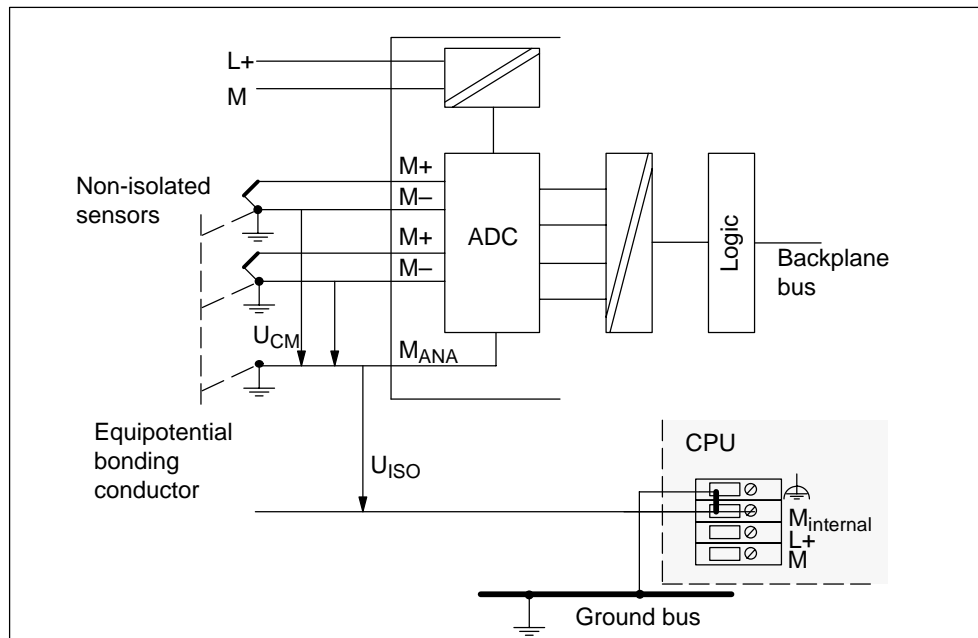 L+
M
Non-isolated
sensors
M+
M–
M+
M–
ADC
Logic
Backplane
bus
UCM
MANA
Equipotential
bonding
conductor
UISO
CPU
Minternal
L+
M
Ground bus